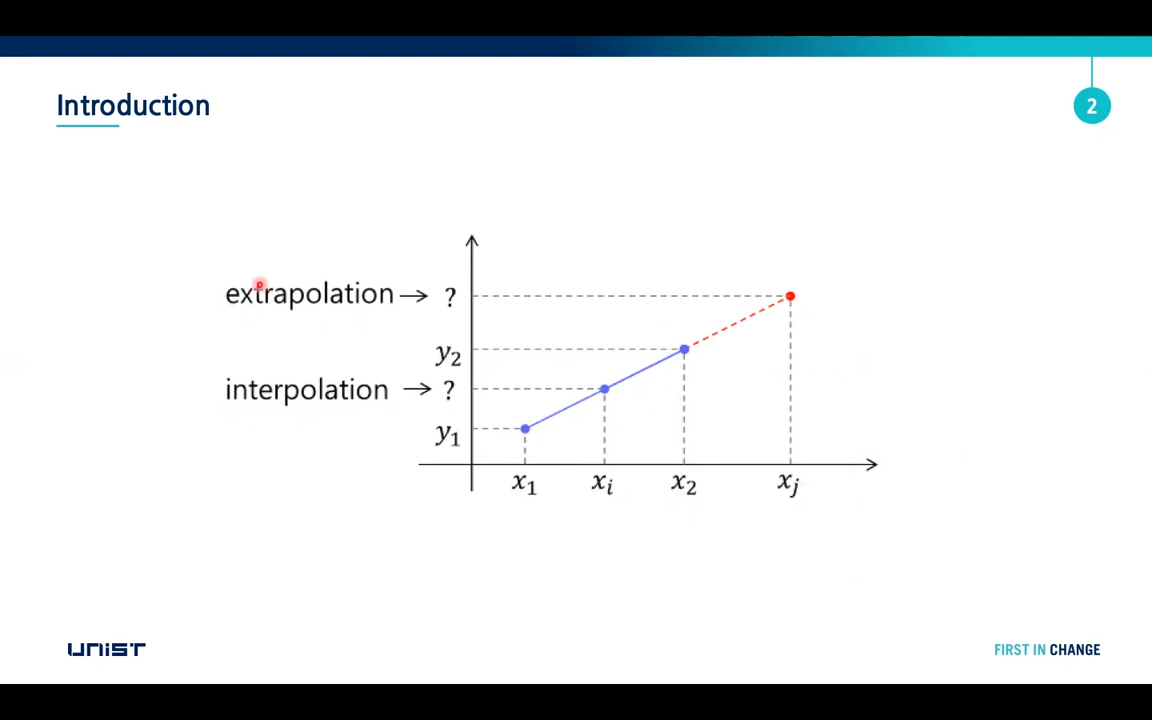 Introduction
2
extrapolation → ?
y₂
interpolation → ?
y₁
x₁ xᵢ x₂ xⱼ
UNIST
FIRST IN CHANGE